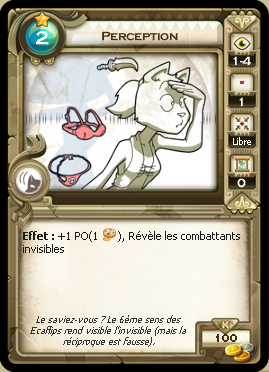 PERCEPTION
2
1-4
1
Libre
0
Effet : +1 PO(1 ), Révèle les combattants
invisibles
Le saviez-vous ? Le 6ème sens des
Ecaflips rend visible l'invisible (mais la
réciproque est fausse).
K
100